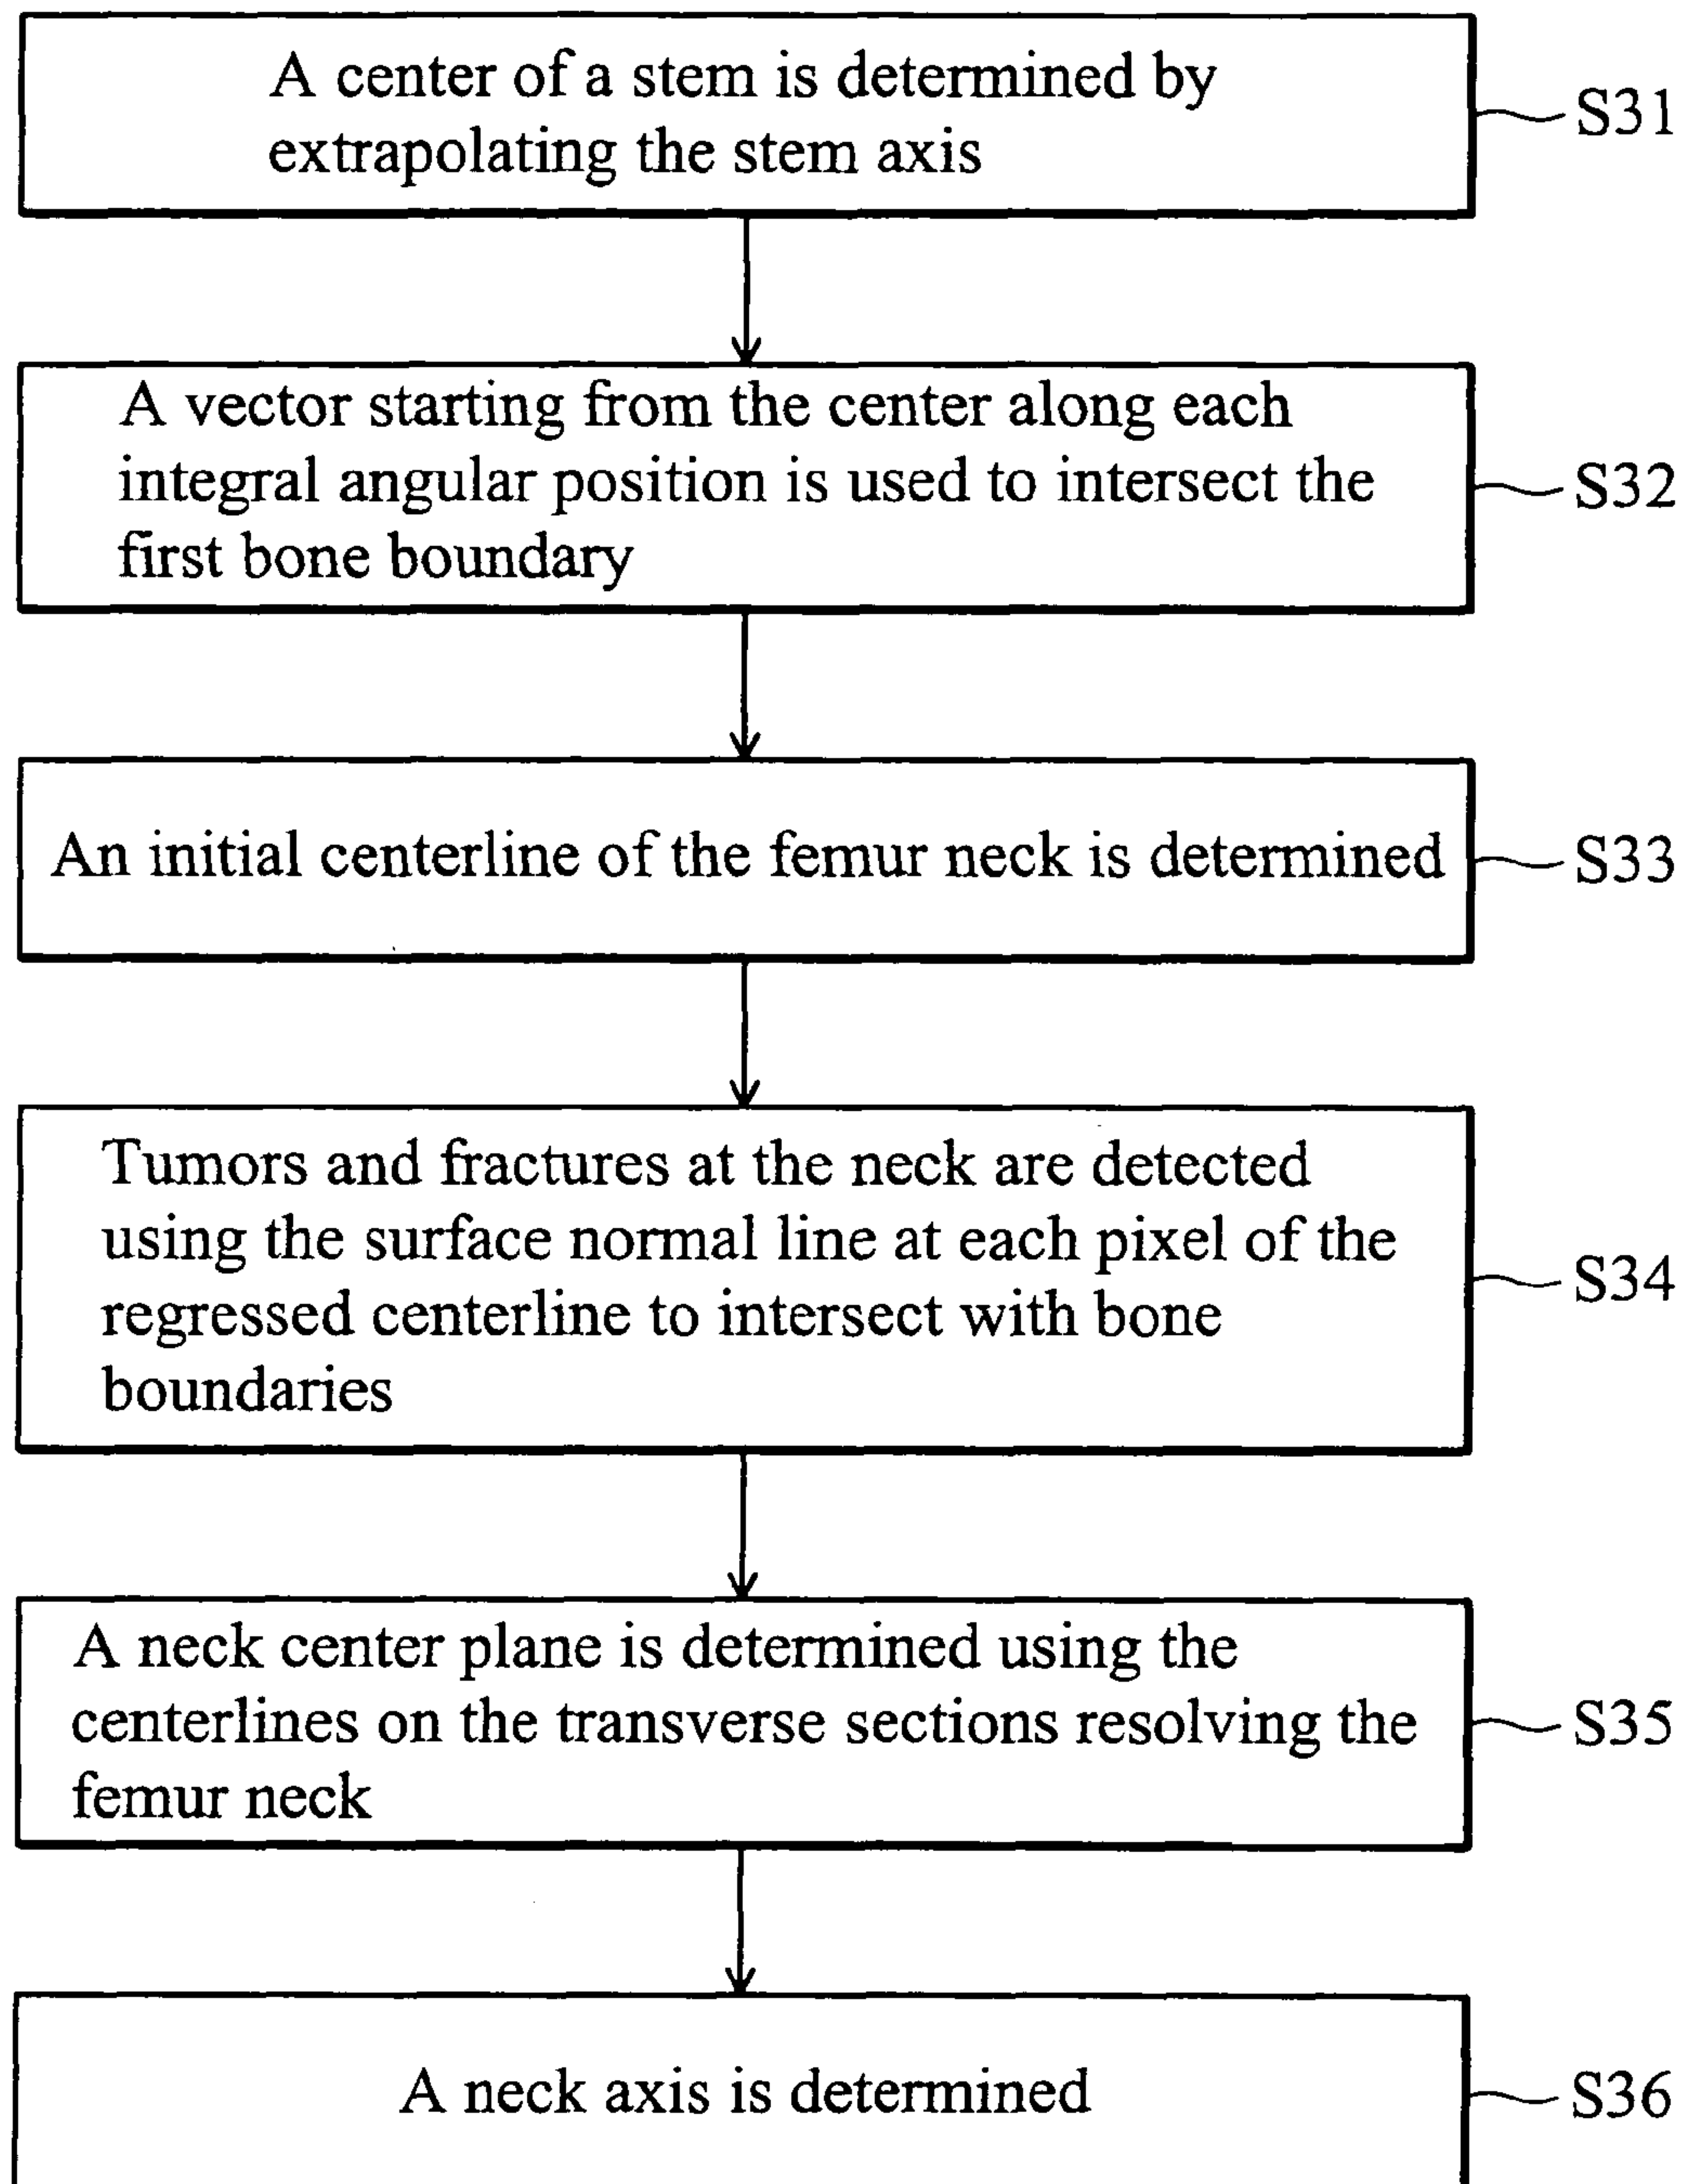 A center of a stem is determined by
extrapolating the stem axis
S31
A vector starting from the center along each
integral angular position is used to intersect the
first bone boundary
S32
An initial centerline of the femur neck is determined
S33
Tumors and fractures at the neck are detected
using the surface normal line at each pixel of the
regressed centerline to intersect with bone
boundaries
S34
A neck center plane is determined using the
centerlines on the transverse sections resolving the
femur neck
S35
A neck axis is determined
S36